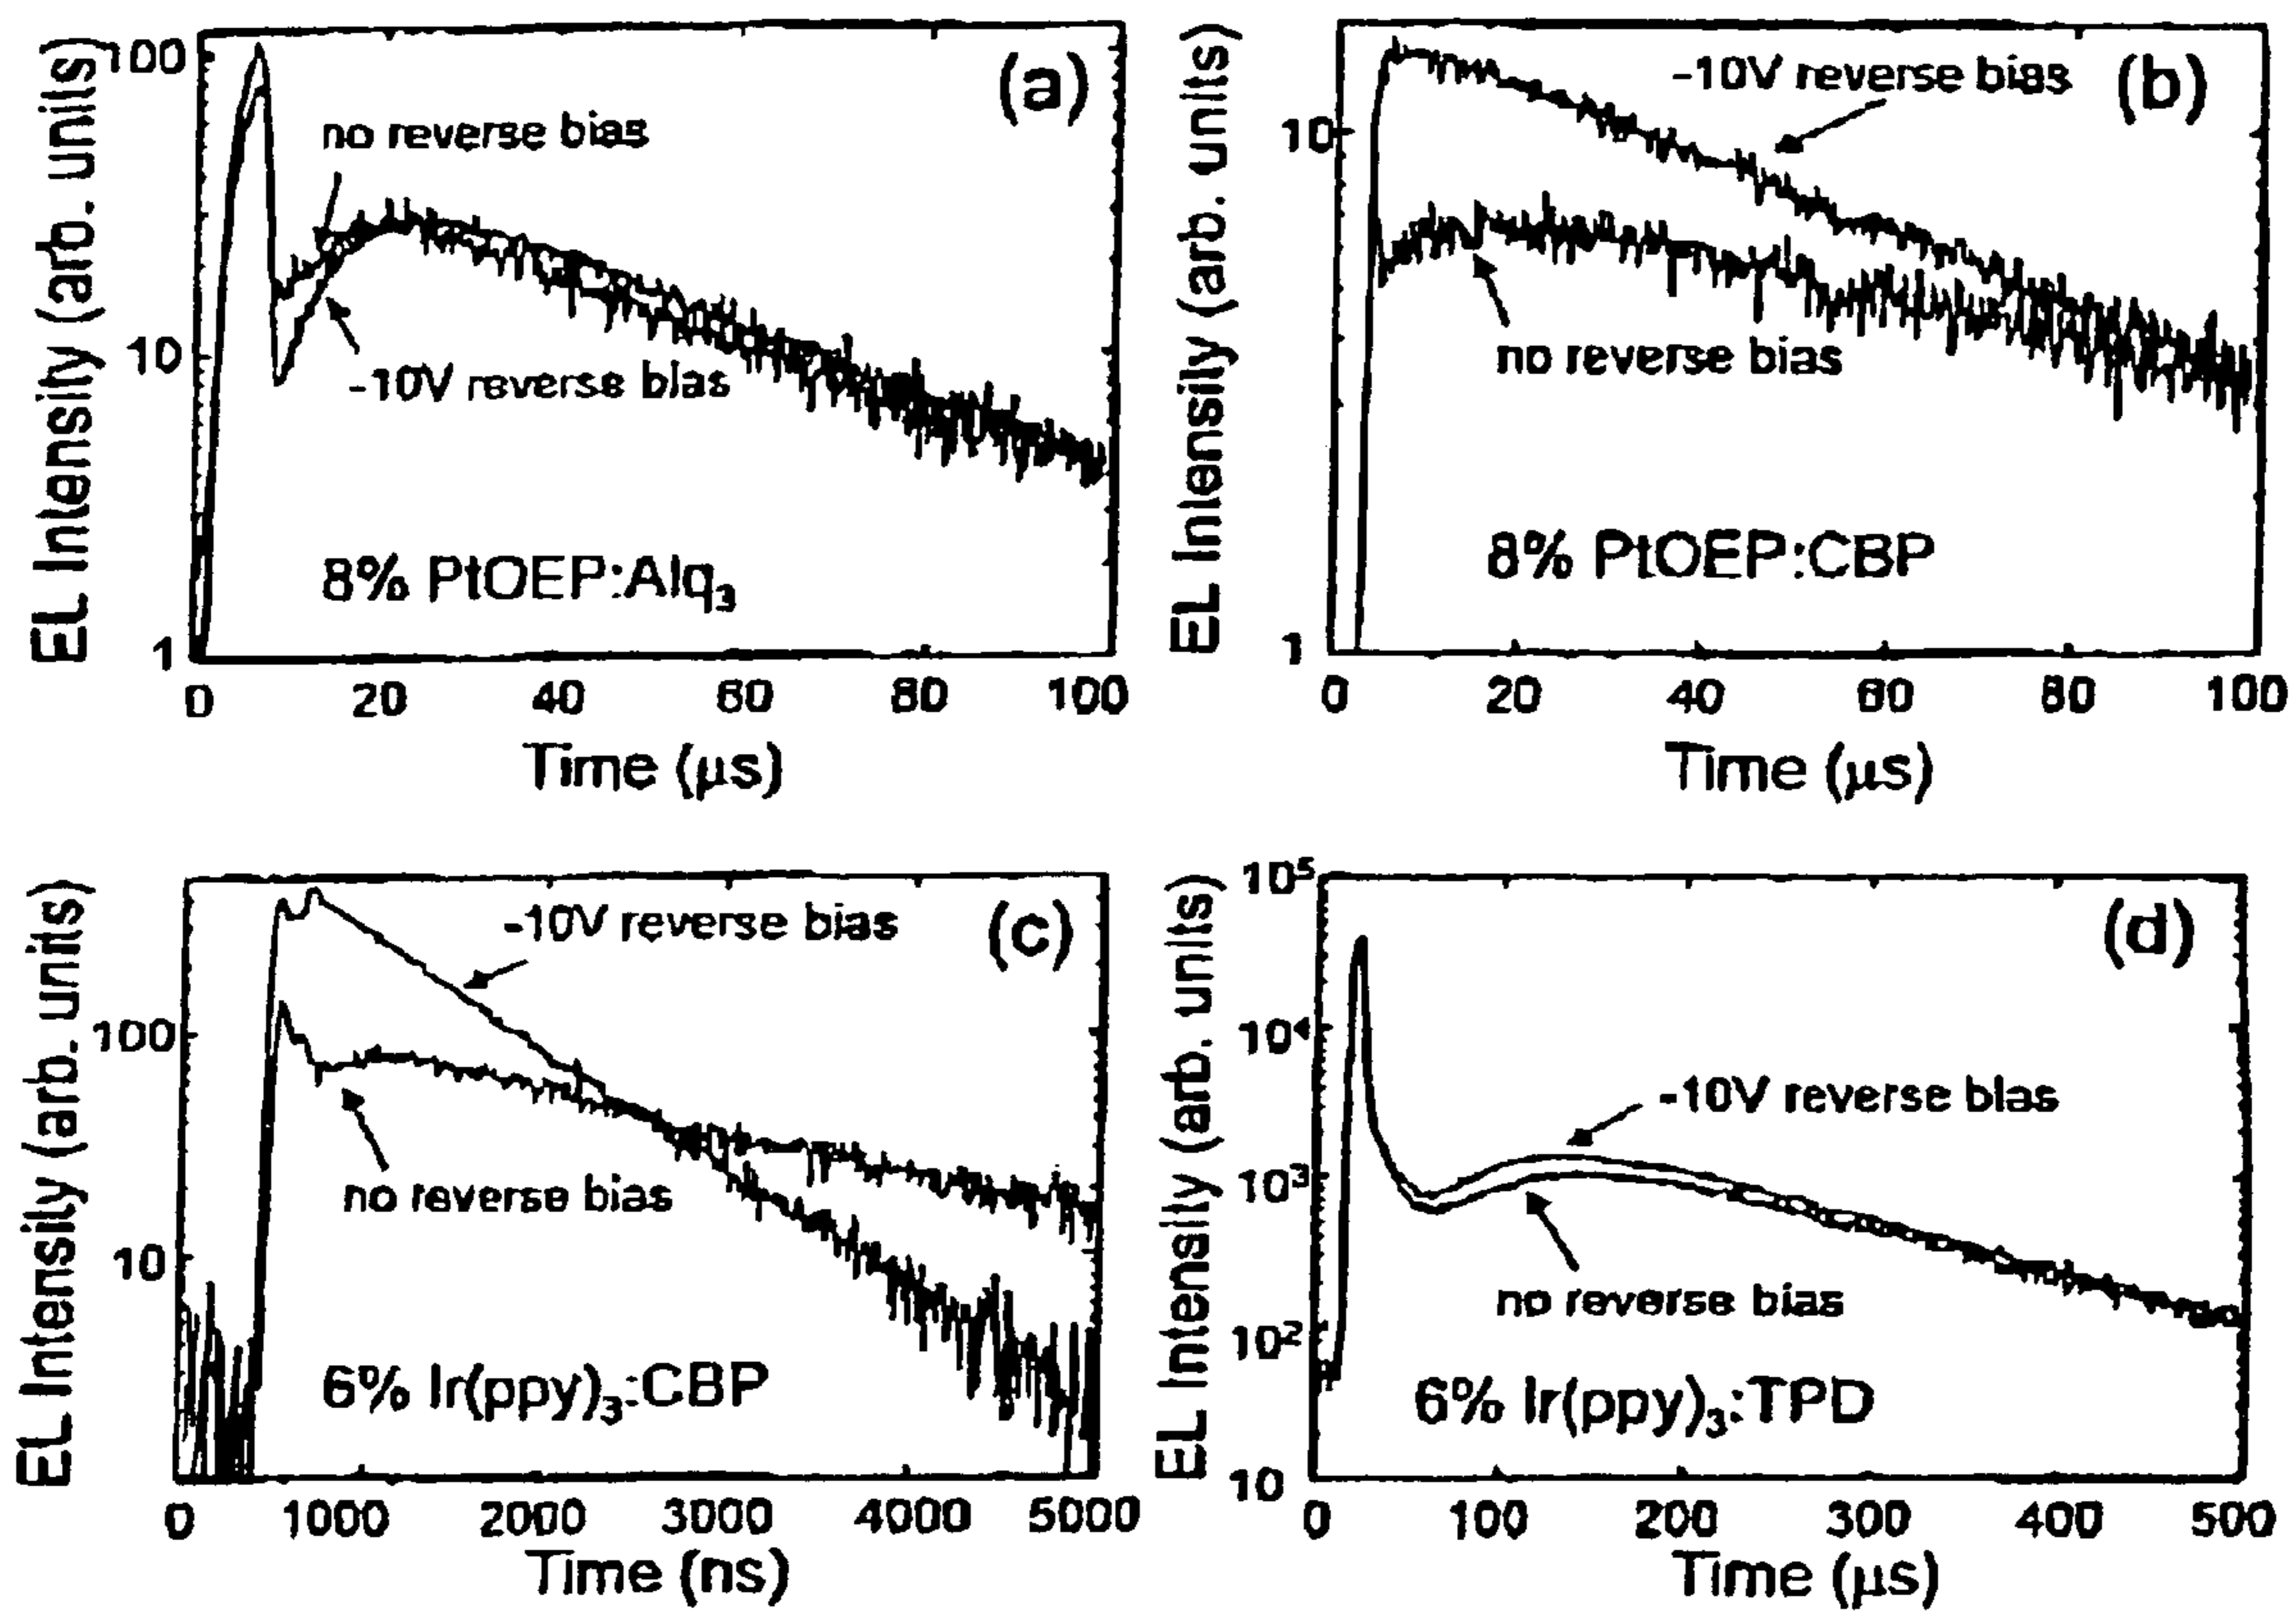 (a)
EL Intensity (arb. units)
100
10
1
no reverse bias
-10V reverse bias
8% PtOEP:Alq₃
0 20 40 60 80 100
Time (µs)
(b)
EL Intensity (arb. units)
10
1
-10V reverse bias
no reverse bias
8% PtOEP:CBP
0 20 40 60 80 100
Time (µs)
(c)
EL Intensity (arb. units)
100
10
-10V reverse bias
no reverse bias
6% Ir(ppy)₃:CBP
0 1000 2000 3000 4000 5000
Time (ns)
(d)
EL Intensity (arb. units)
10⁵
10⁴
10³
10²
10
-10V reverse bias
no reverse bias
6% Ir(ppy)₃:TPD
0 100 200 300 400 500
Time (µs)